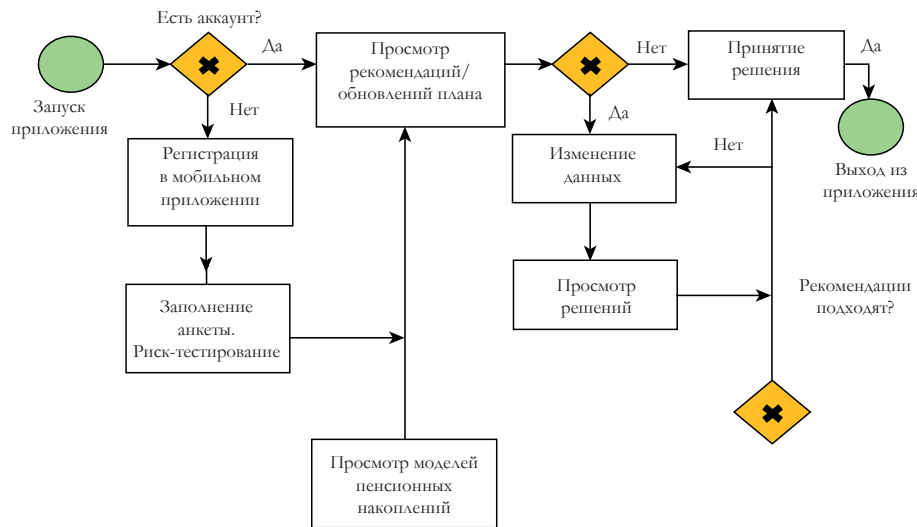 Есть аккаунт?
Да
Запуск
приложения
Нет
Просмотр
рекомендаций/
обновлений плана
Нет
Да
Принятие
решения
Да
Выход из
приложения
Регистрация
в мобильном
приложении
Изменение
данных
Нет
Заполнение
анкеты.
Риск-тестирование
Просмотр
решений
Рекомендации
подходят?
Просмотр моделей
пенсионных
накоплений